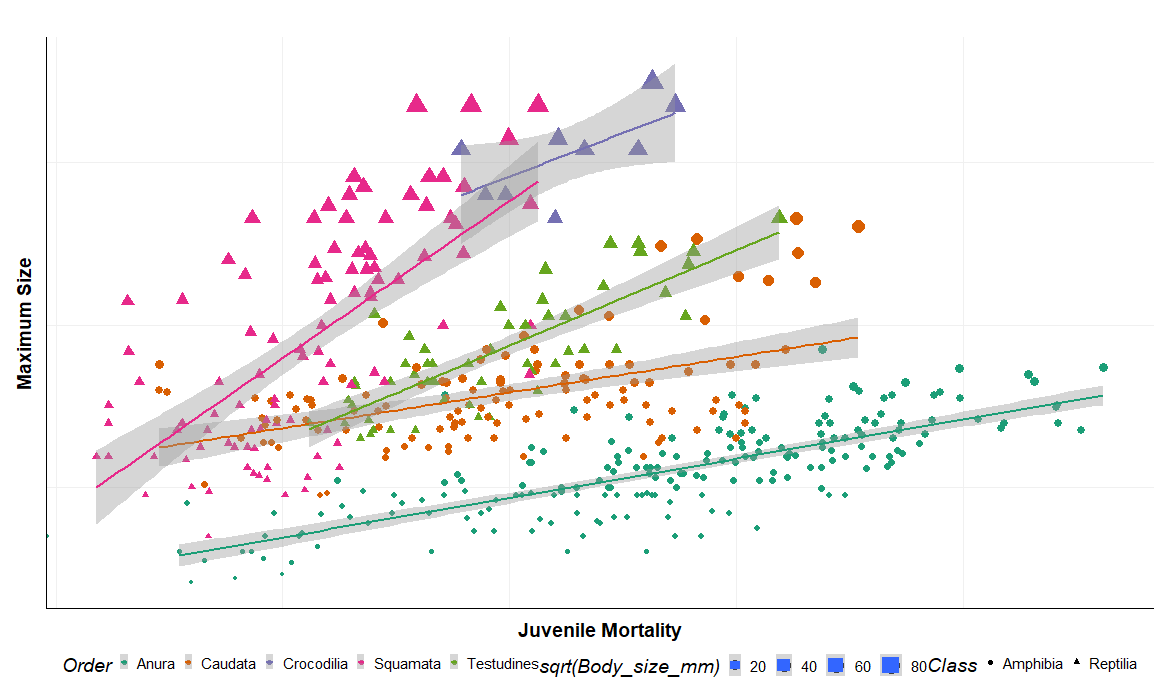 Maximum Size
Juvenile Mortality
Order Anura Caudata Crocodilia Squamata Testudines sqrt(Body_size_mm) 20 40 60 80 Class Amphibia Reptilia